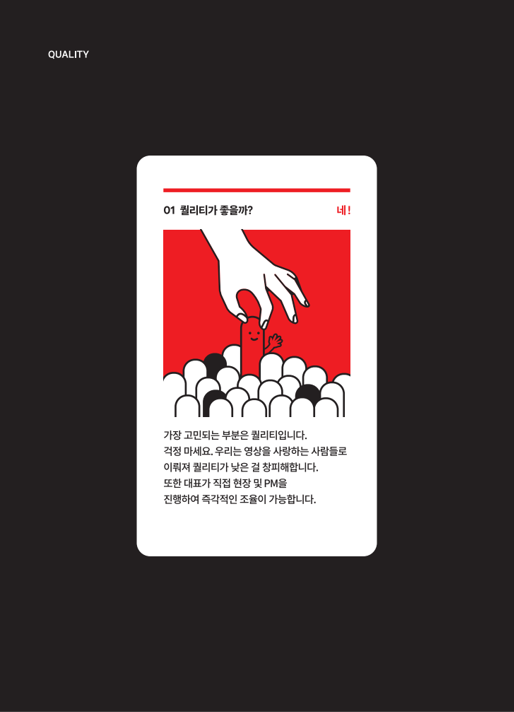 QUALITY
01 퀄리티가 좋을까? 네!
가장 고민되는 부분은 퀄리티입니다.
걱정 마세요. 우리는 영상을 사랑하는 사람들로
이뤄져 퀄리티가 낮은 걸 창피해합니다.
또한 대표가 직접 현장 및 PM을
진행하여 즉각적인 조율이 가능합니다.